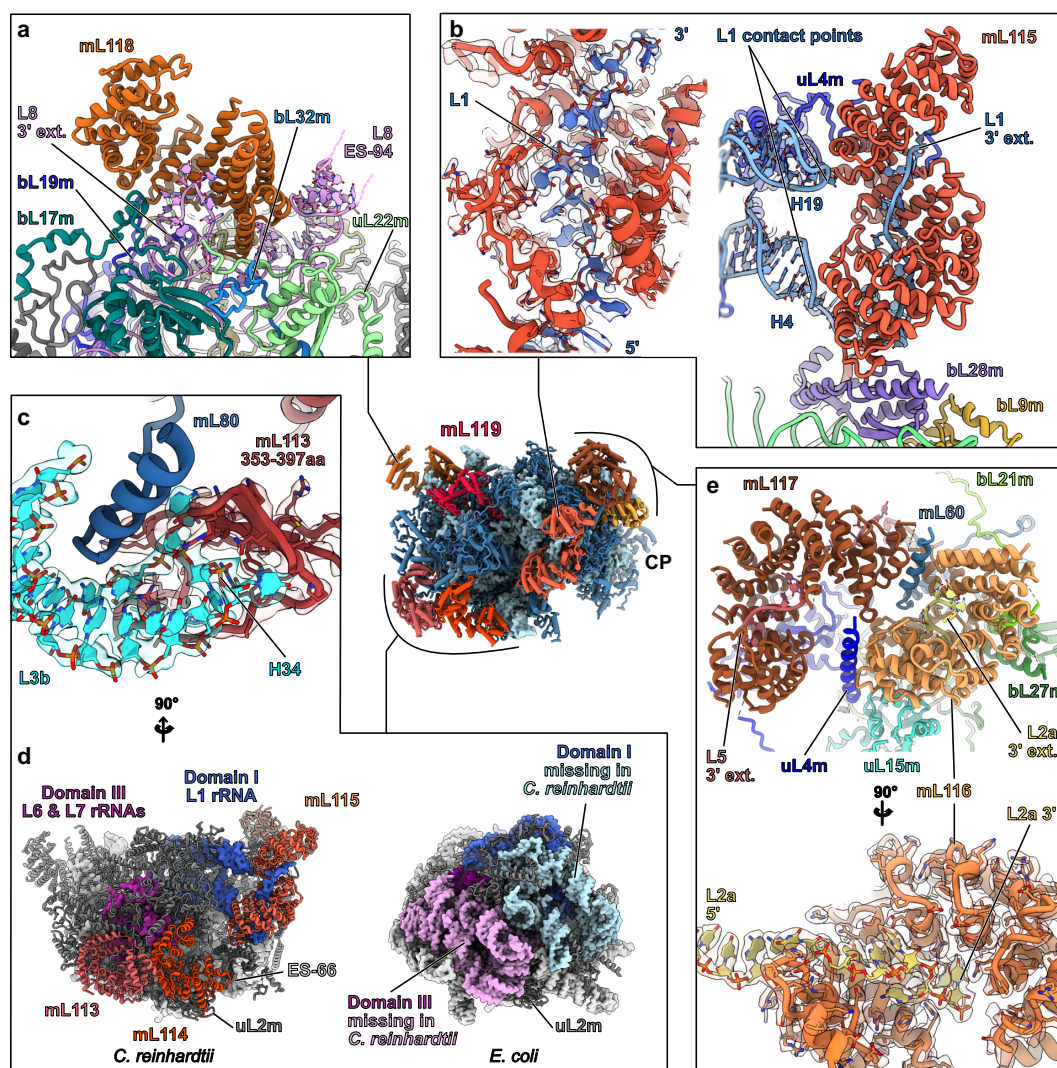 a
mL118
L8
3' ext.
bL32m
L8
ES-94
bL19m
bL17m
uL22m
b
3'
L1
5'
L1 contact points
uL4m
mL115
L1
3' ext.
H19
H4
bL28m
bL9m
c
mL80
mL113
353-397aa
L3b
H34
90°
mL119
CP
d
Domain III
L6 & L7 rRNAs
Domain I
L1 rRNA
mL115
ES-66
mL113
mL114
uL2m
C. reinhardtii
Domain I
missing in
C. reinhardtii
Domain III
missing in
C. reinhardtii
uL2m
E. coli
e
mL117
bL21m
mL60
bL27m
L5
3' ext.
uL4m
uL15m
L2a
3' ext.
90°
mL116
L2a 3'
L2a
5'